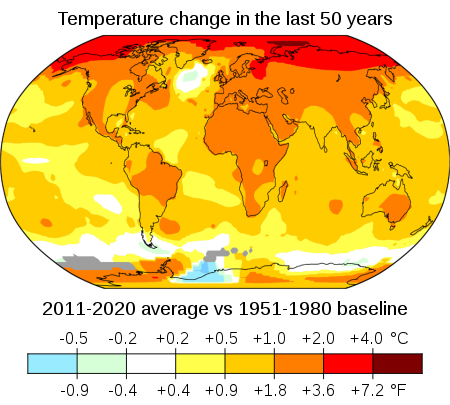 Temperature change in the last 50 years
2011-2020 average vs 1951-1980 baseline
-0.5 -0.2 +0.2 +0.5 +1.0 +2.0 +4.0 °C
-0.9 -0.4 +0.4 +0.9 +1.8 +3.6 +7.2 °F